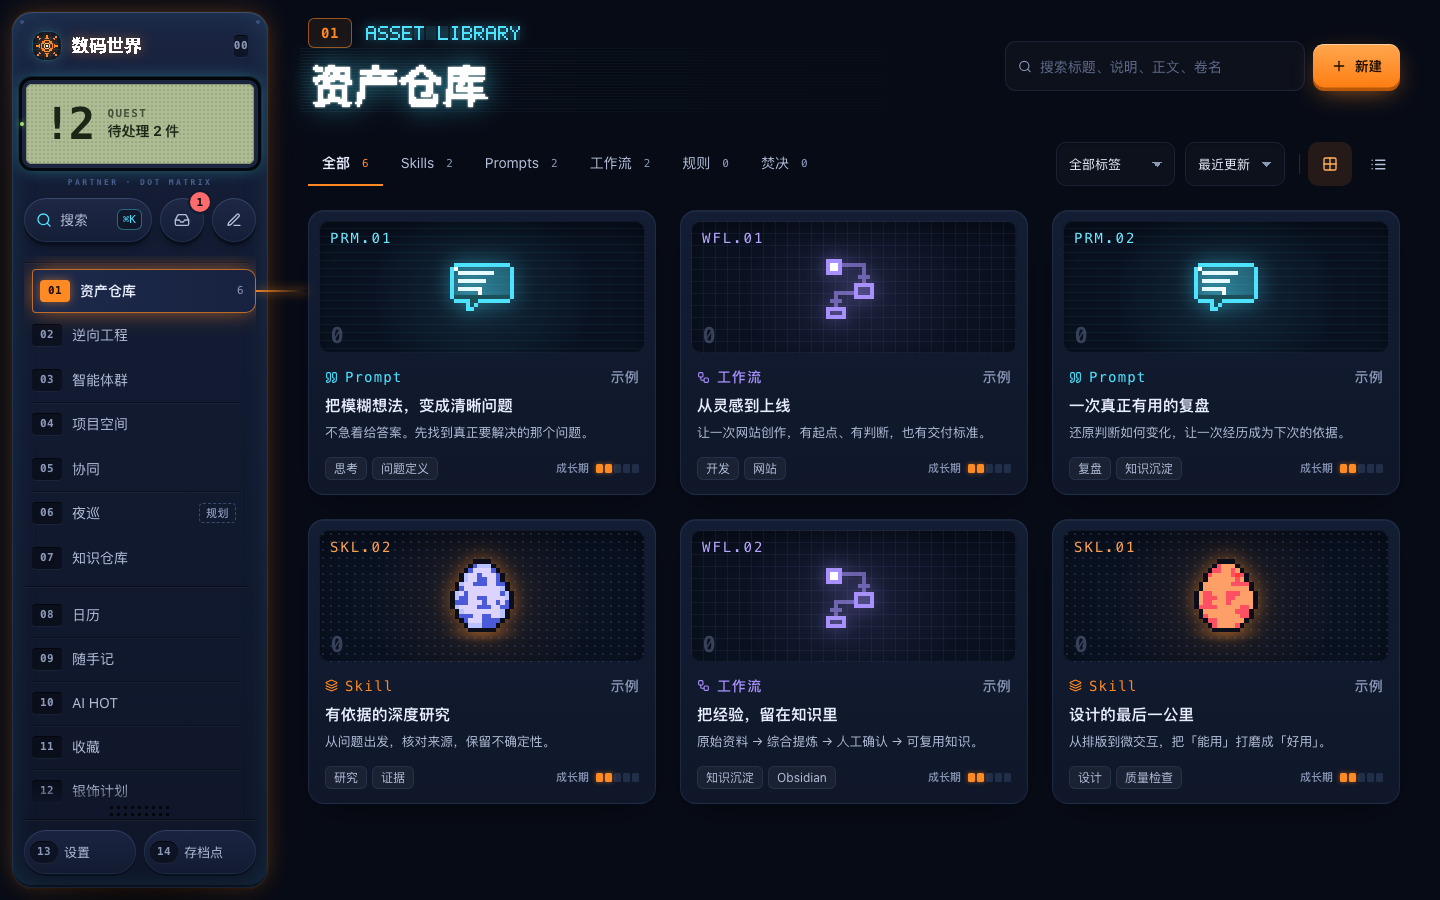 数码世界
00
!2
QUEST
待处理 2 件
PARTNER · DOT MATRIX
搜索 ⌘K
1
01 资产仓库 6
02 逆向工程
03 智能体群
04 项目空间
05 协同
06 夜巡 规划
07 知识仓库
08 日历
09 随手记
10 AI HOT
11 收藏
12 银饰计划
13 设置
14 存档点
01 ASSET LIBRARY
资产仓库
搜索标题、说明、正文、卷名
+ 新建
全部 6 Skills 2 Prompts 2 工作流 2 规则 0 焚决 0
全部标签
最近更新
PRM.01
0
Prompt 示例
把模糊想法，变成清晰问题
不急着给答案。先找到真正要解决的那个问题。
思考 问题定义 成长期
WFL.01
0
工作流 示例
从灵感到上线
让一次网站创作，有起点、有判断，也有交付标准。
开发 网站 成长期
PRM.02
0
Prompt 示例
一次真正有用的复盘
还原判断如何变化，让一次经历成为下次的依据。
复盘 知识沉淀 成长期
SKL.02
0
Skill 示例
有依据的深度研究
从问题出发，核对来源，保留不确定性。
研究 证据 成长期
WFL.02
0
工作流 示例
把经验，留在知识里
原始资料 → 综合提炼 → 人工确认 → 可复用知识。
知识沉淀 Obsidian 成长期
SKL.01
0
Skill 示例
设计的最后一公里
从排版到微交互，把「能用」打磨成「好用」。
设计 质量检查 成长期